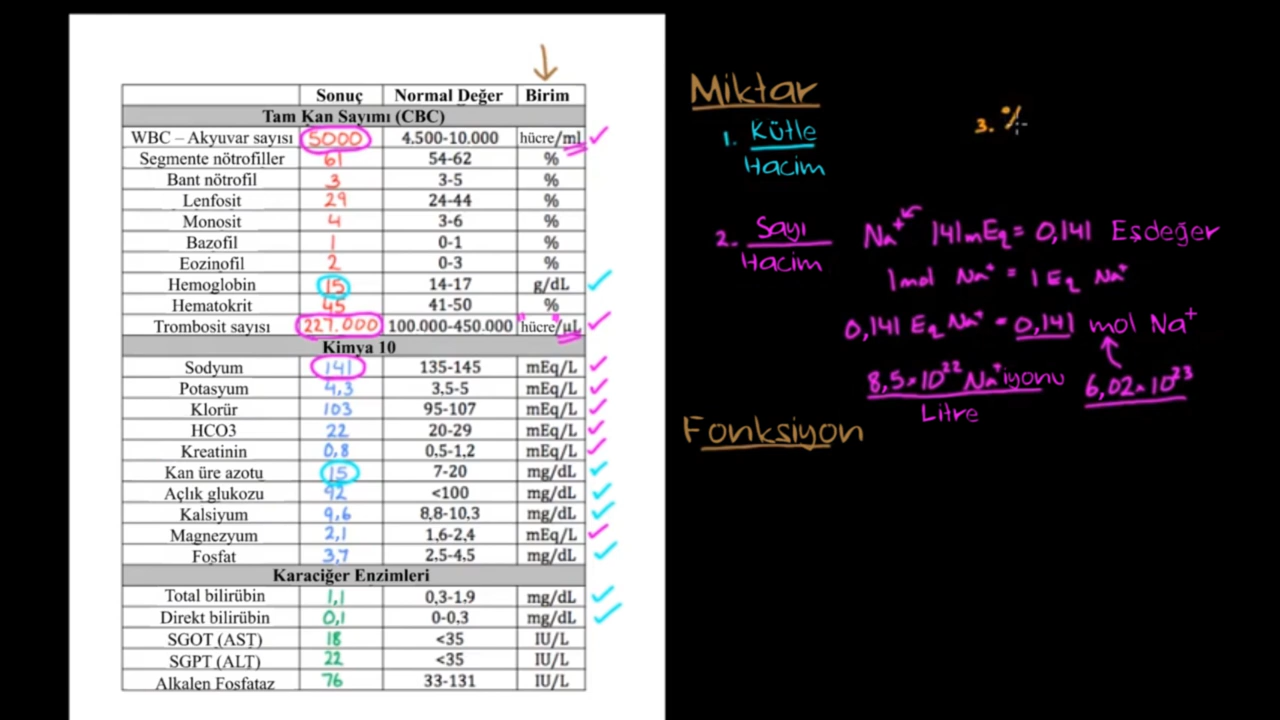 Sonuç Normal Değer Birim
Tam Kan Sayımı (CBC)
WBC – Akyuvar sayısı 5000 4.500-10.000 hücre/ml
Segmente nötrofiller 61 54-62 %
Bant nötrofil 3 3-5 %
Lenfosit 29 24-44 %
Monosit 4 3-6 %
Bazofil 1 0-1 %
Eozinofil 2 0-3 %
Hemoglobin 15 14-17 g/dL
Hematokrit 45 41-50 %
Trombosit sayısı 227.000 100.000-450.000 "hücre"/µL
Kimya 10
Sodyum 141 135-145 mEq/L
Potasyum 4,3 3,5-5 mEq/L
Klorür 103 95-107 mEq/L
HCO3 22 20-29 mEq/L
Kreatinin 0,8 0,5-1,2 mEq/L
Kan üre azotu 15 7-20 mg/dL
Açlık glukozu 92 <100 mg/dL
Kalsiyum 9,6 8,8-10,3 mg/dL
Magnezyum 2,1 1,6-2,4 mEq/L
Fosfat 3,7 2,5-4,5 mg/dL
Karaciğer Enzimleri
Total bilirübin 1,1 0,3-1,9 mg/dL
Direkt bilirübin 0,1 0-0,3 mg/dL
SGOT (AST) 18 <35 IU/L
SGPT (ALT) 22 <35 IU/L
Alkalen Fosfataz 76 33-131 IU/L
Miktar
1. Kütle
Hacim
3. %
2. Sayı
Hacim
Na⁺ 141 mEq = 0,141 Eşdeğer
1 mol Na⁺ = 1 Eq Na⁺
0,141 Eq Na⁺ = 0,141 mol Na⁺
8,5 × 10²² Na⁺ iyonu
Litre
6,02 × 10²³
Fonksiyon